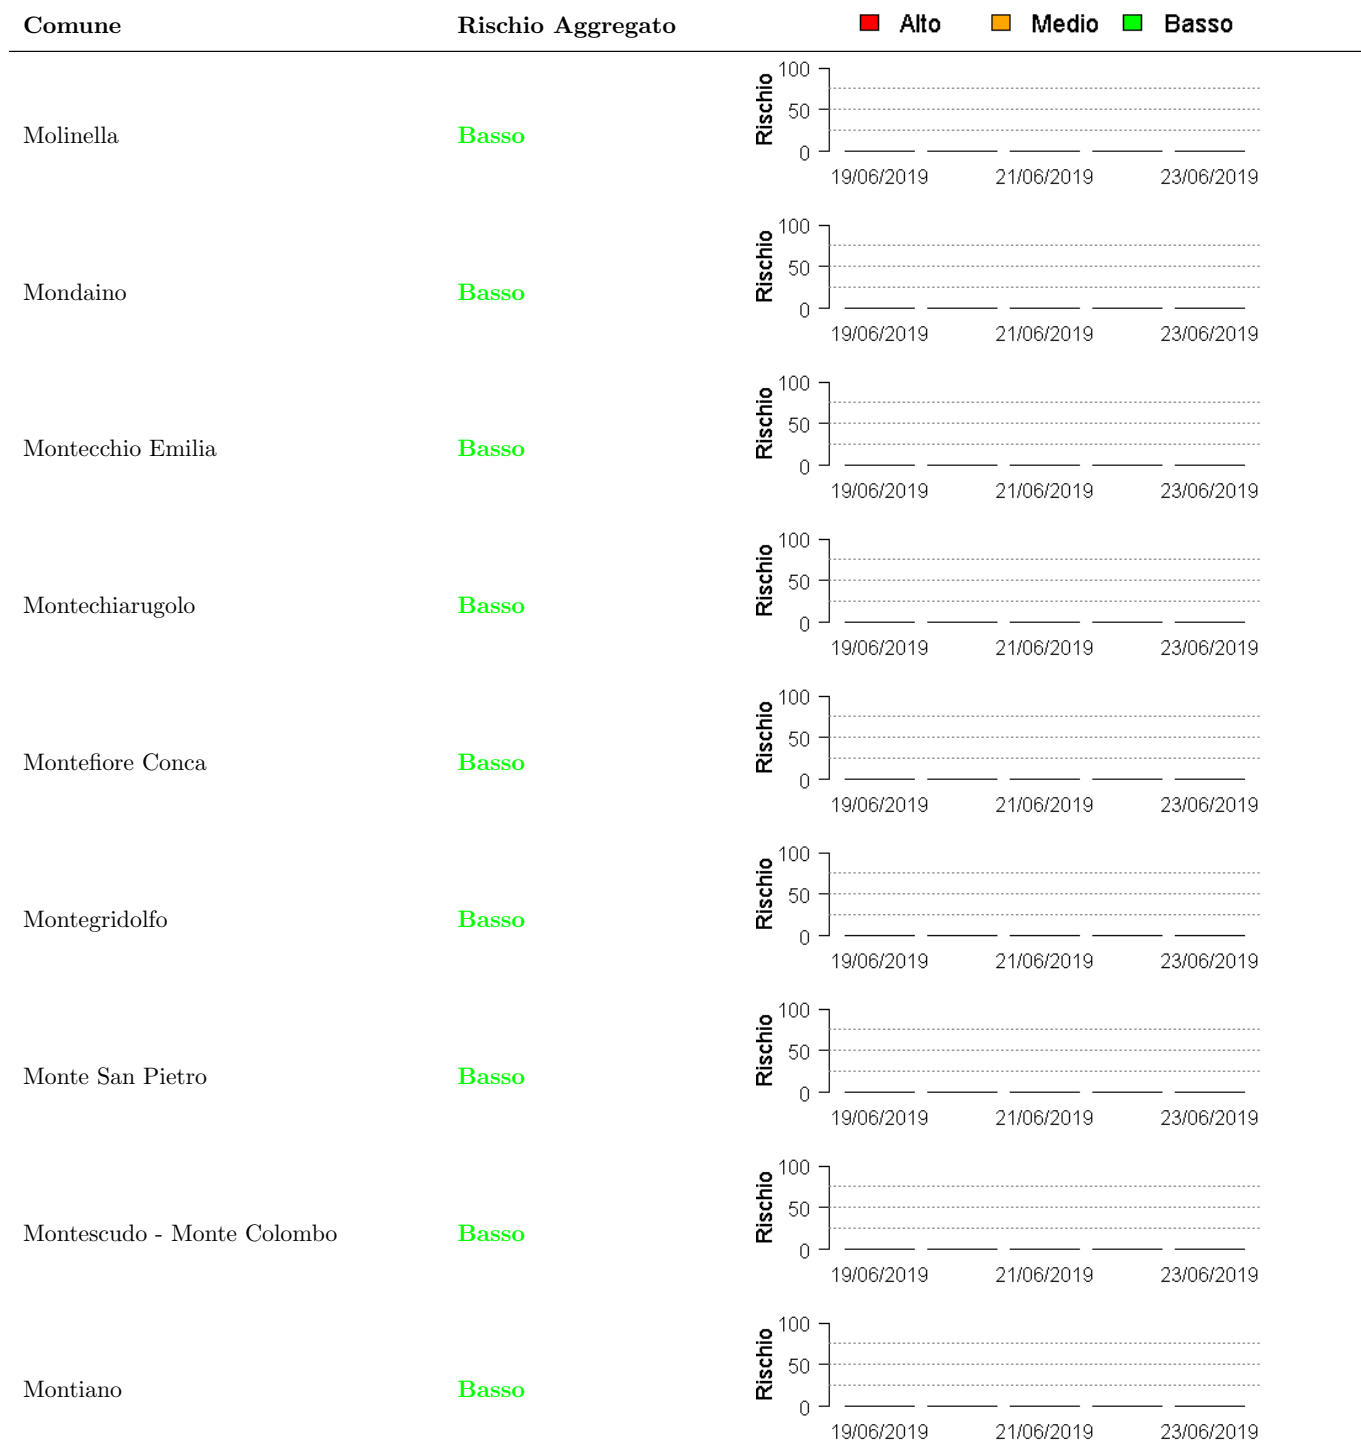 Comune Rischio Aggregato Alto Medio Basso
Molinella Basso Rischio 100 50 0
19/06/2019 21/06/2019 23/06/2019
Mondaino Basso Rischio 100 50 0
19/06/2019 21/06/2019 23/06/2019
Montecchio Emilia Basso Rischio 100 50 0
19/06/2019 21/06/2019 23/06/2019
Montechiarugolo Basso Rischio 100 50 0
19/06/2019 21/06/2019 23/06/2019
Montefiore Conca Basso Rischio 100 50 0
19/06/2019 21/06/2019 23/06/2019
Montegridolfo Basso Rischio 100 50 0
19/06/2019 21/06/2019 23/06/2019
Monte San Pietro Basso Rischio 100 50 0
19/06/2019 21/06/2019 23/06/2019
Montescudo - Monte Colombo Basso Rischio 100 50 0
19/06/2019 21/06/2019 23/06/2019
Montiano Basso Rischio 100 50 0
19/06/2019 21/06/2019 23/06/2019